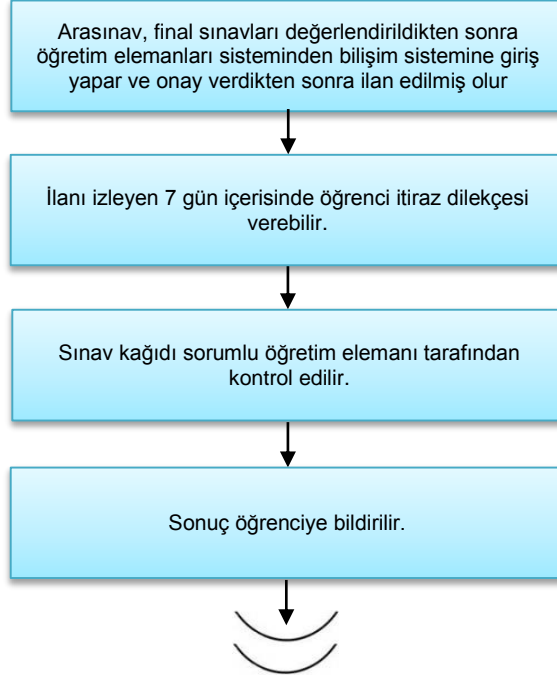 Arasınav, final sınavları değerlendirildikten sonra
öğretim elemanları sisteminden bilişim sistemine giriş
yapar ve onay verdikten sonra ilan edilmiş olur
İlanı izleyen 7 gün içerisinde öğrenci itiraz dilekçesi
verebilir.
Sınav kağıdı sorumlu öğretim elemanı tarafından
kontrol edilir.
Sonuç öğrenciye bildirilir.